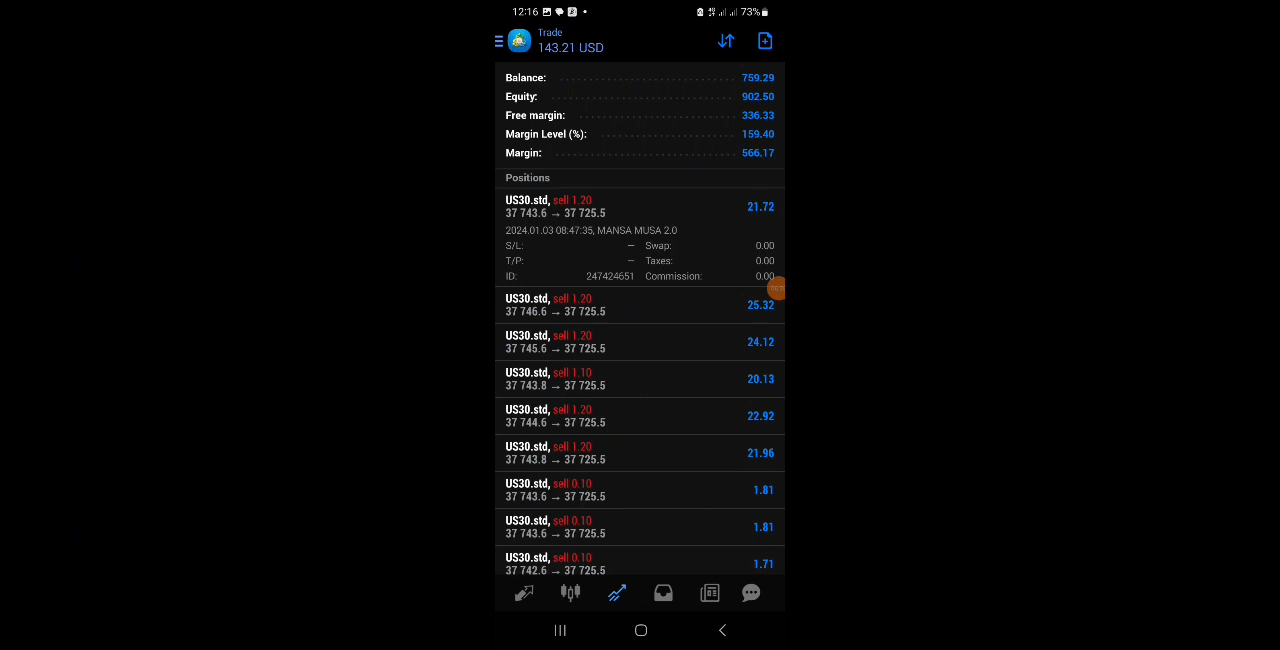 12:16 73%
Trade
143.21 USD
Balance: 759.29
Equity: 902.50
Free margin: 336.33
Margin Level (%): 159.40
Margin: 566.17
Positions
US30.std, sell 1.20
37 743.6 → 37 725.5 21.72
2024.01.03 08:47:35, MANSA MUSA 2.0
S/L: – Swap: 0.00
T/P: – Taxes: 0.00
ID: 247424651 Commission: 0.00
US30.std, sell 1.20
37 746.6 → 37 725.5 25.32
US30.std, sell 1.20
37 745.6 → 37 725.5 24.12
US30.std, sell 1.10
37 743.8 → 37 725.5 20.13
US30.std, sell 1.20
37 744.6 → 37 725.5 22.92
US30.std, sell 1.20
37 743.8 → 37 725.5 21.96
US30.std, sell 0.10
37 743.6 → 37 725.5 1.81
US30.std, sell 0.10
37 743.6 → 37 725.5 1.81
US30.std, sell 0.10
37 742.6 → 37 725.5 1.71